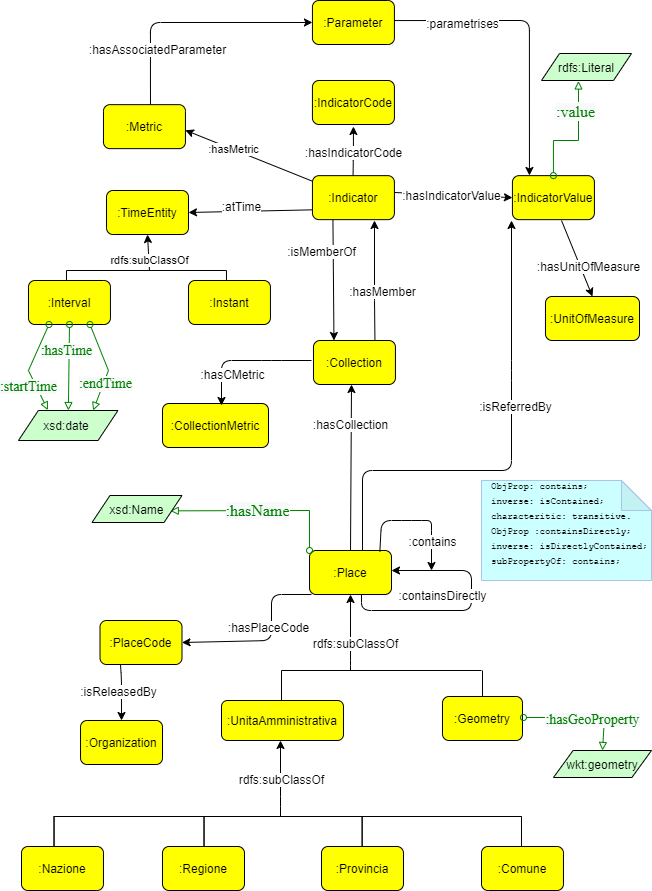 :Parameter
:parametrises
:hasAssociatedParameter
rdfs:Literal
:IndicatorCode
:Metric
:value
:hasMetric
:hasIndicatorCode
:Indicator
:hasIndicatorValue
:IndicatorValue
:TimeEntity
:atTime
:isMemberOf
rdfs:subClassOf
:hasUnitOfMeasure
:hasMember
:Interval
:Instant
:UnitOfMeasure
:hasTime
:Collection
:hasCMetric
:startTime
:endTime
:isReferredBy
xsd:date
:CollectionMetric
:hasCollection
ObjProp: contains;
inverse: isContained;
characteritic: transitive.
ObjProp :containsDirectly;
inverse: isDirectlyContained;
subPropertyOf: contains;
xsd:Name
:hasName
:contains
:Place
:containsDirectly
:hasPlaceCode
:PlaceCode
rdfs:subClassOf
:isReleasedBy
:UnitaAmministrativa
:Geometry
:hasGeoProperty
:Organization
wkt:geometry
rdfs:subClassOf
:Nazione
:Regione
:Provincia
:Comune